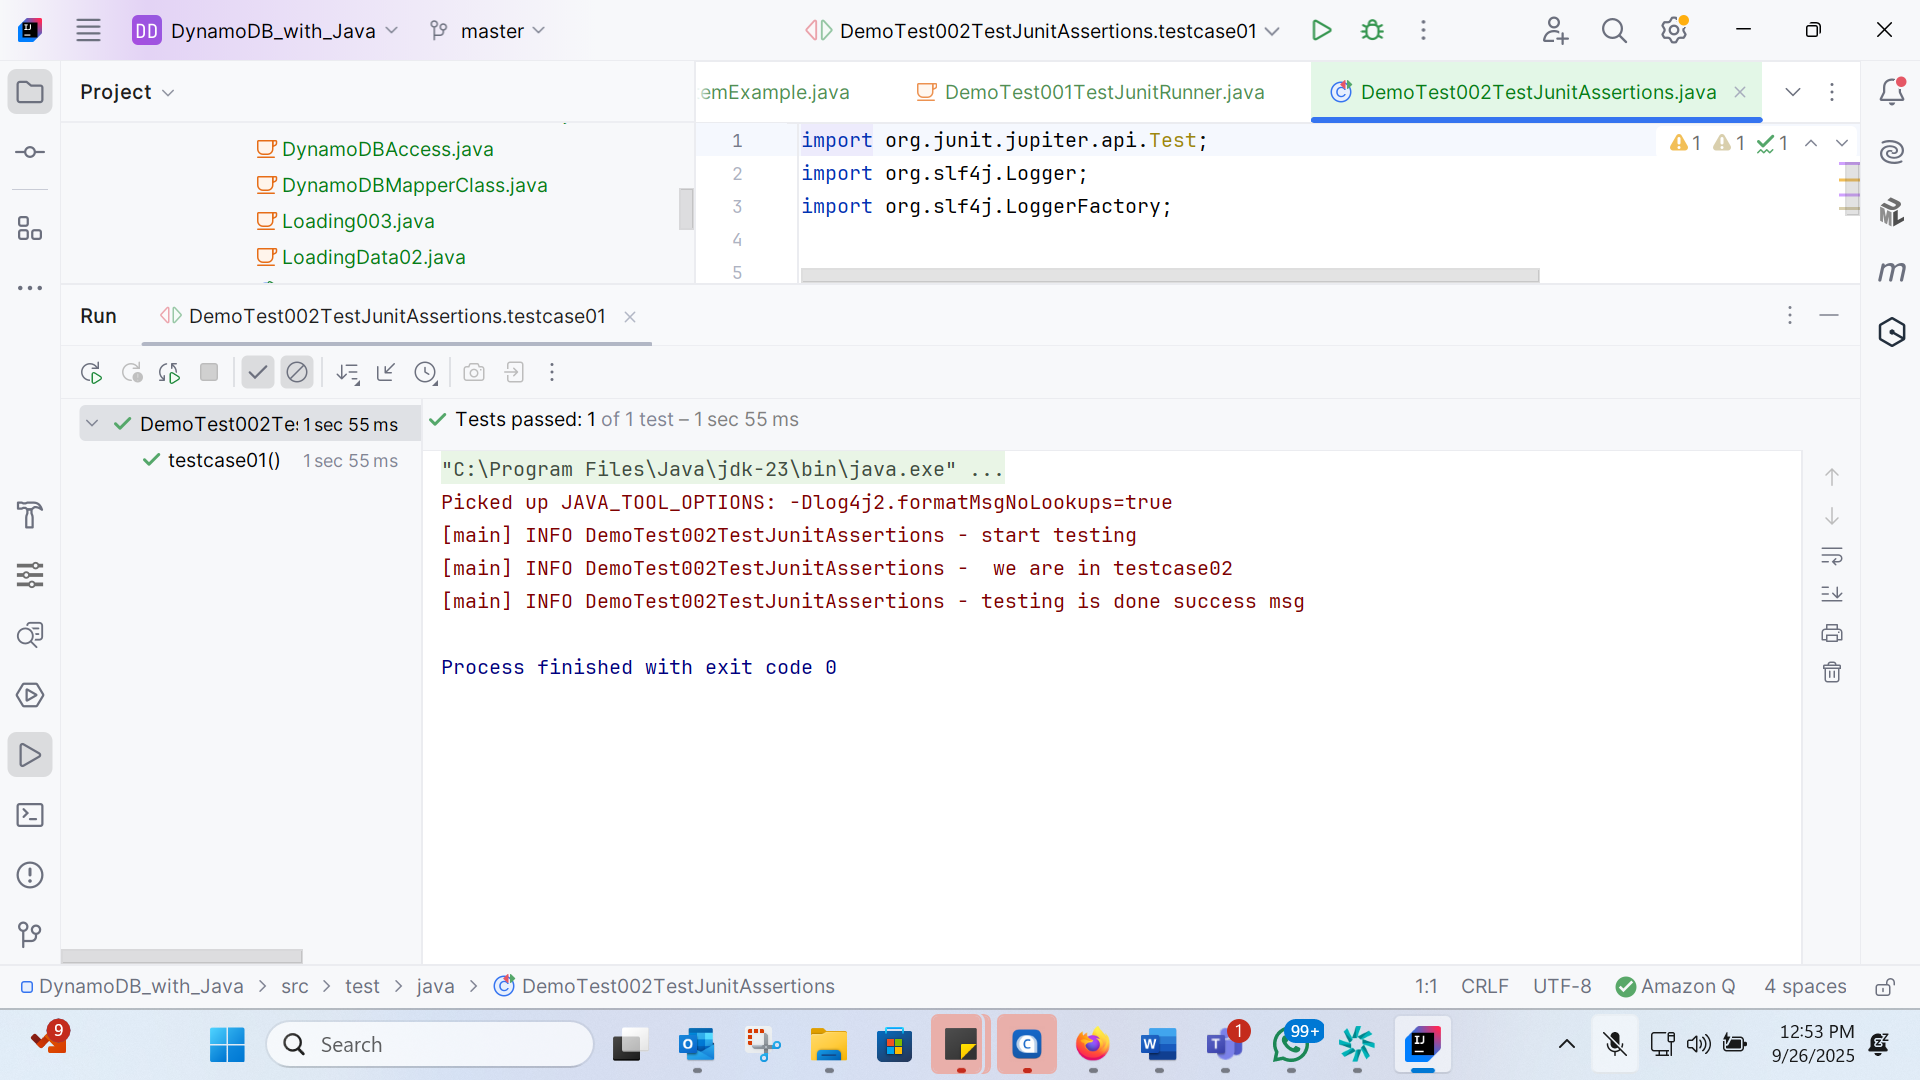 DD DynamoDB_with_Java master DemoTest002TestJunitAssertions.testcase01
Project
emExample.java DemoTest001TestJunitRunner.java DemoTest002TestJunitAssertions.java
DynamoDBAccess.java
DynamoDBMapperClass.java
Loading003.java
LoadingData02.java
1 import org.junit.jupiter.api.Test; 1 1 1
2 import org.slf4j.Logger;
3 import org.slf4j.LoggerFactory;
4
5
Run DemoTest002TestJunitAssertions.testcase01
DemoTest002Te 1 sec 55 ms
testcase01() 1 sec 55 ms
Tests passed: 1 of 1 test – 1 sec 55 ms
"C:\Program Files\Java\jdk-23\bin\java.exe" ...
Picked up JAVA_TOOL_OPTIONS: -Dlog4j2.formatMsgNoLookups=true
[main] INFO DemoTest002TestJunitAssertions - start testing
[main] INFO DemoTest002TestJunitAssertions -  we are in testcase02
[main] INFO DemoTest002TestJunitAssertions - testing is done success msg
Process finished with exit code 0
DynamoDB_with_Java > src > test > java > DemoTest002TestJunitAssertions
1:1 CRLF UTF-8 Amazon Q 4 spaces
9 Search 1 99+
12:53 PM
9/26/2025